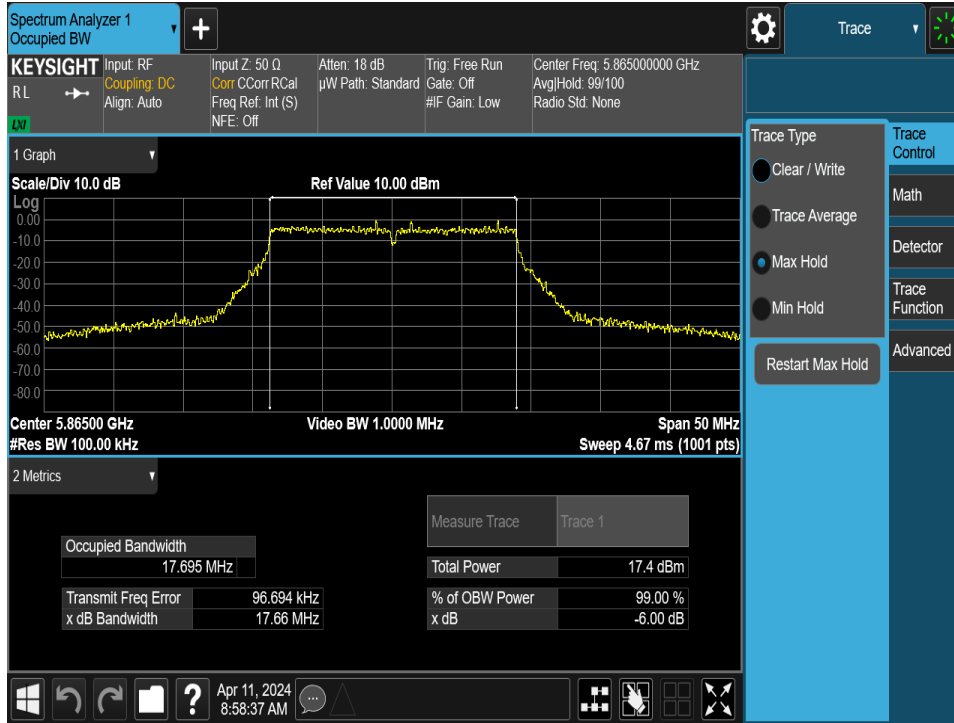 Spectrum Analyzer 1
Occupied BW
+
Trace
KEYSIGHT
RL
LXI
Input: RF
Coupling: DC
Align: Auto
Input Z: 50 Ω
Corr CCorr RCal
Freq Ref: Int (S)
NFE: Off
Atten: 18 dB
µW Path: Standard
Trig: Free Run
Gate: Off
#IF Gain: Low
Center Freq: 5.865000000 GHz
Avg|Hold: 99/100
Radio Std: None
1 Graph
Scale/Div 10.0 dB
Ref Value 10.00 dBm
Log
0.00
-10.0
-20.0
-30.0
-40.0
-50.0
-60.0
-70.0
-80.0
Center 5.86500 GHz
Video BW 1.0000 MHz
Span 50 MHz
#Res BW 100.00 kHz
Sweep 4.67 ms (1001 pts)
2 Metrics
Measure Trace
Trace 1
Occupied Bandwidth
17.695 MHz
Total Power
17.4 dBm
Transmit Freq Error
96.694 kHz
% of OBW Power
99.00 %
x dB Bandwidth
17.66 MHz
x dB
-6.00 dB
Trace Type
Clear / Write
Trace Average
Max Hold
Min Hold
Restart Max Hold
Trace
Control
Math
Detector
Trace
Function
Advanced
?
Apr 11, 2024
8:58:37 AM